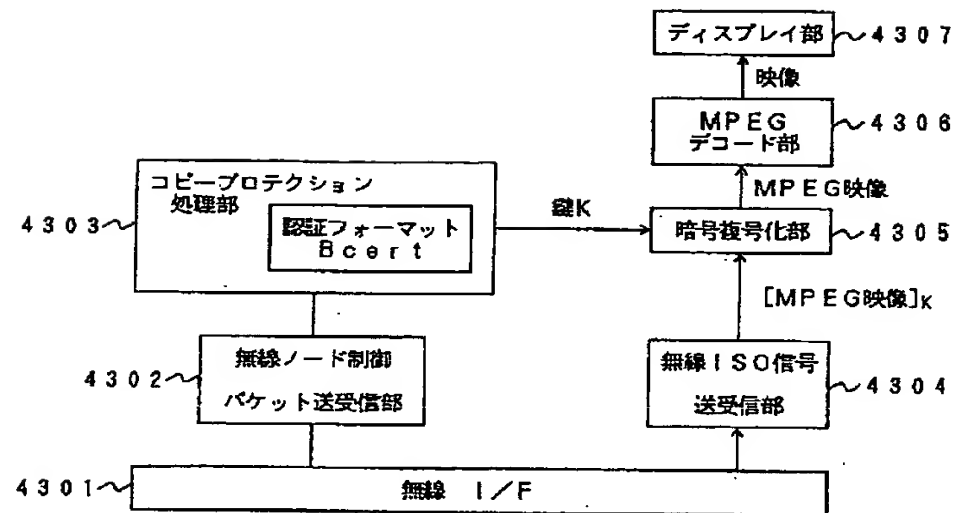 ディスプレイ部
4307
映像
MPEG
デコード部
4306
MPEG映像
コピープロテクション
処理部
4303
認証フォーマット
Bcert
鍵K
暗号復号化部
4305
[MPEG映像]K
無線ノード制御
パケット送受信部
4302
無線ISO信号
送受信部
4304
4301
無線 I/F